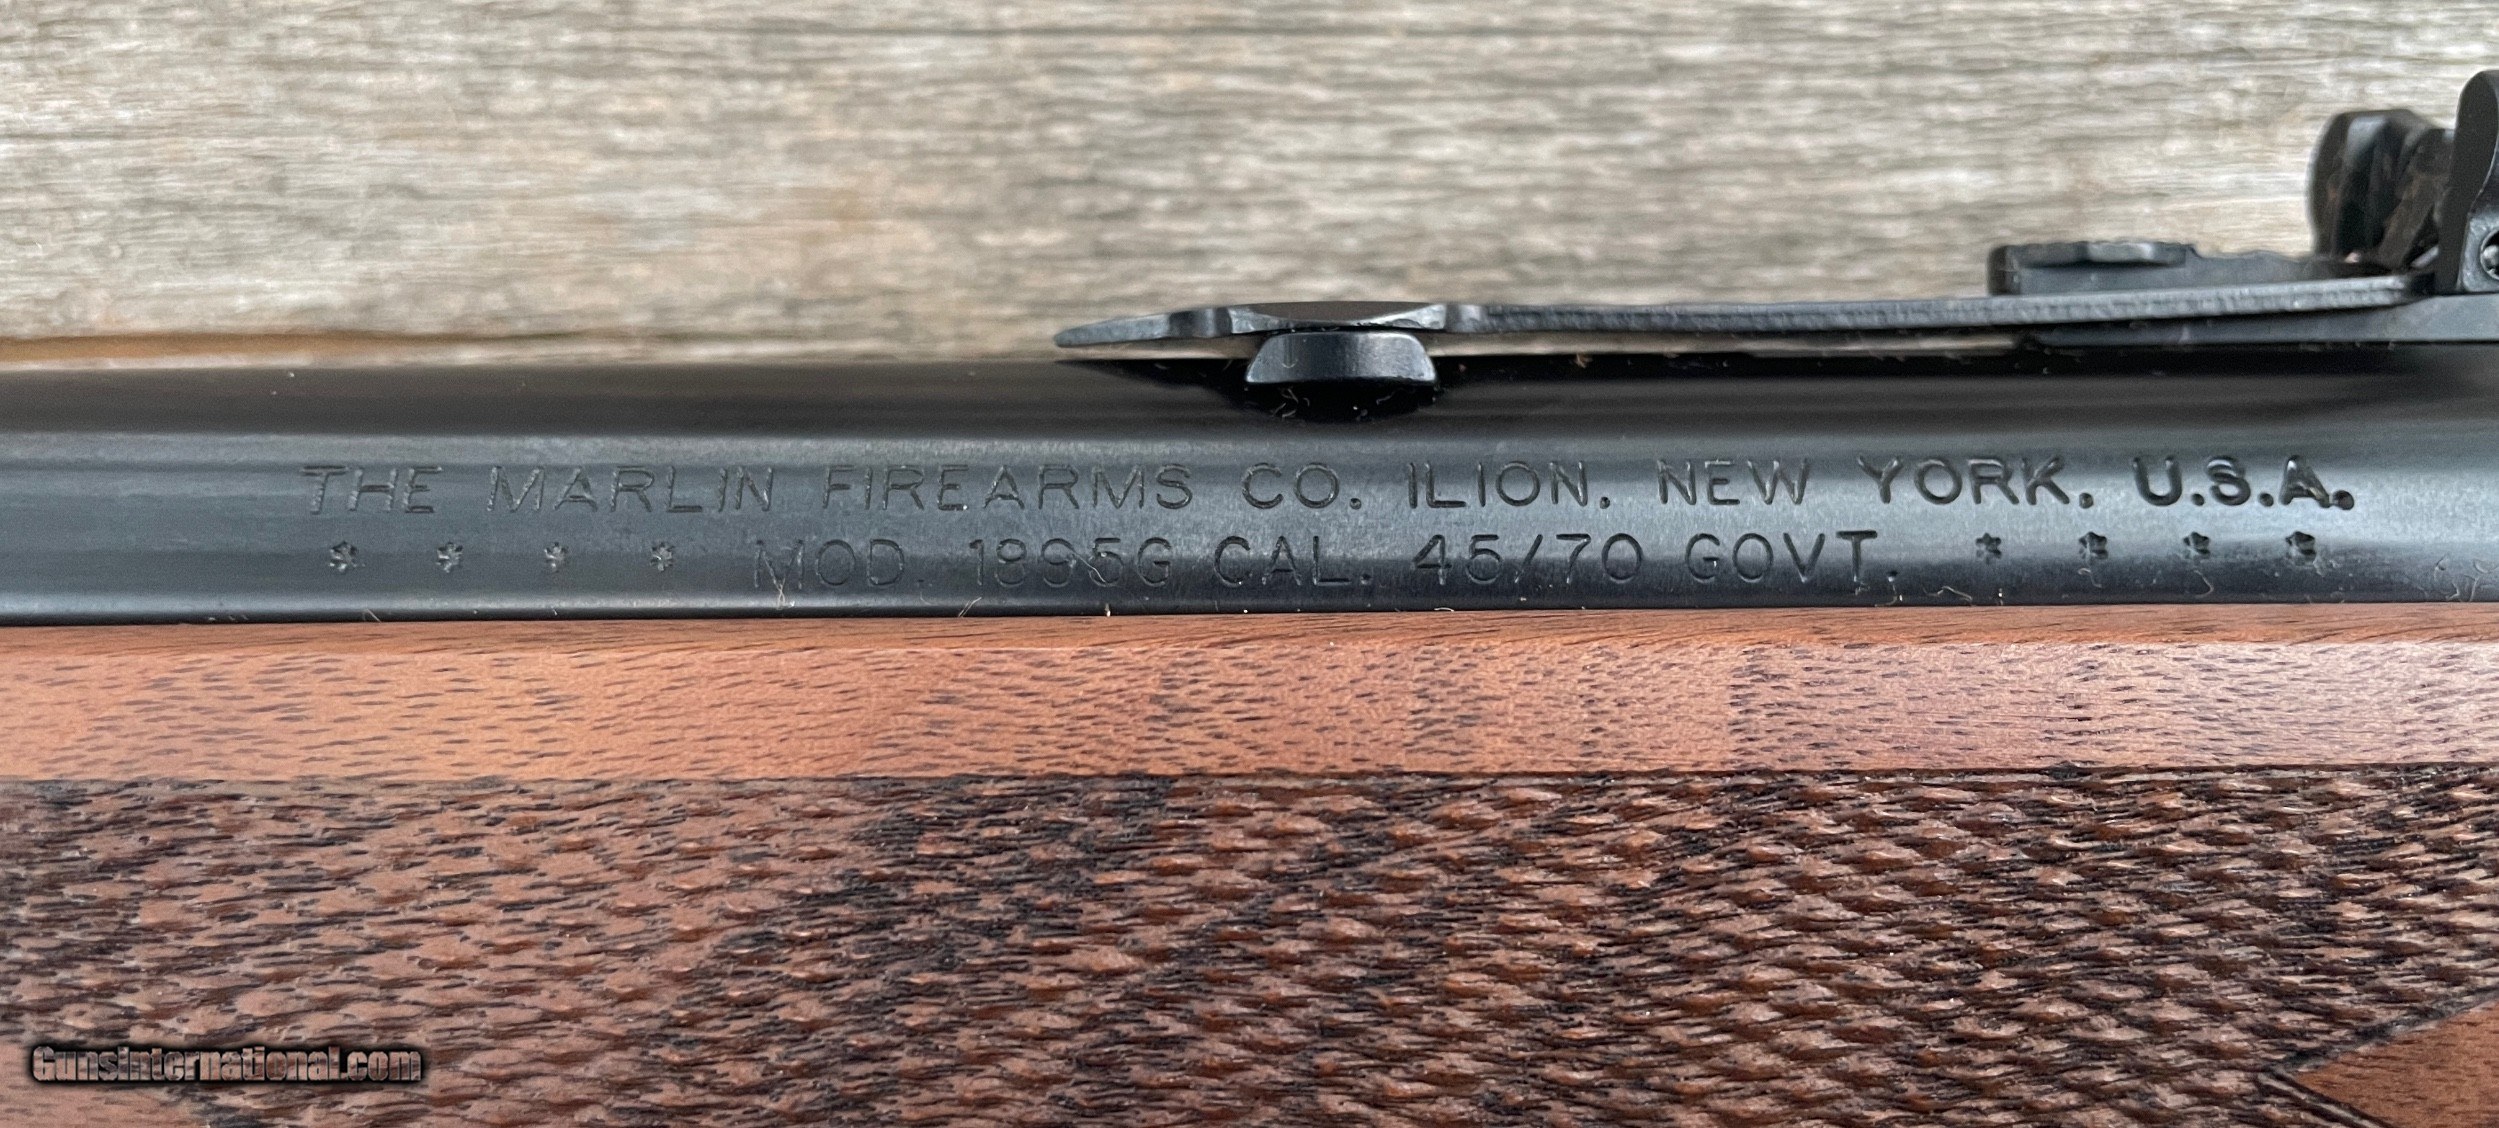 THE MARLIN FIREARMS CO. ILION, NEW YORK, U.S.A.
* * * * MOD. 1895G CAL. 45/70 GOVT. * * * *
GunsInternational.com